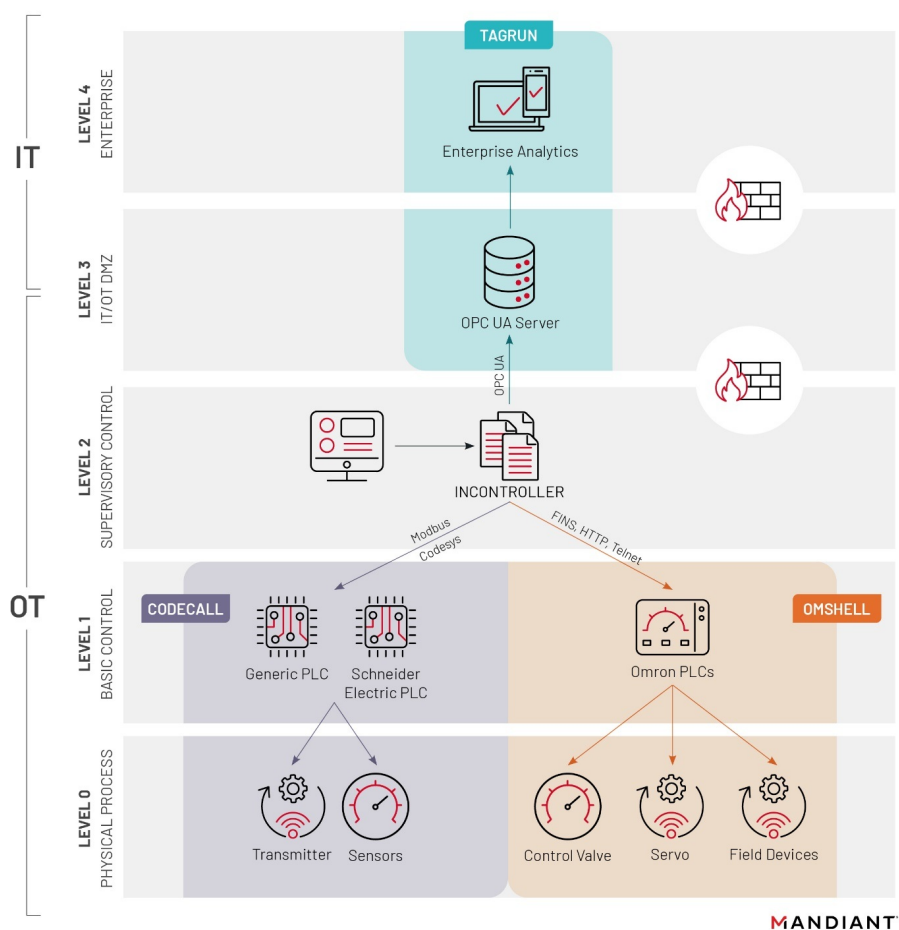 IT
OT
LEVEL 4
ENTERPRISE
TAGRUN
Enterprise Analytics
LEVEL 3
IT/OT DMZ
OPC UA Server
OPC UA
LEVEL 2
SUPERVISORY CONTROL
INCONTROLLER
Modbus
Codesys
FINS, HTTP, Telnet
LEVEL 1
BASIC CONTROL
CODECALL
OMSHELL
Generic PLC
Schneider
Electric PLC
Omron PLCs
LEVEL 0
PHYSICAL PROCESS
Transmitter
Sensors
Control Valve
Servo
Field Devices
MANDIANT